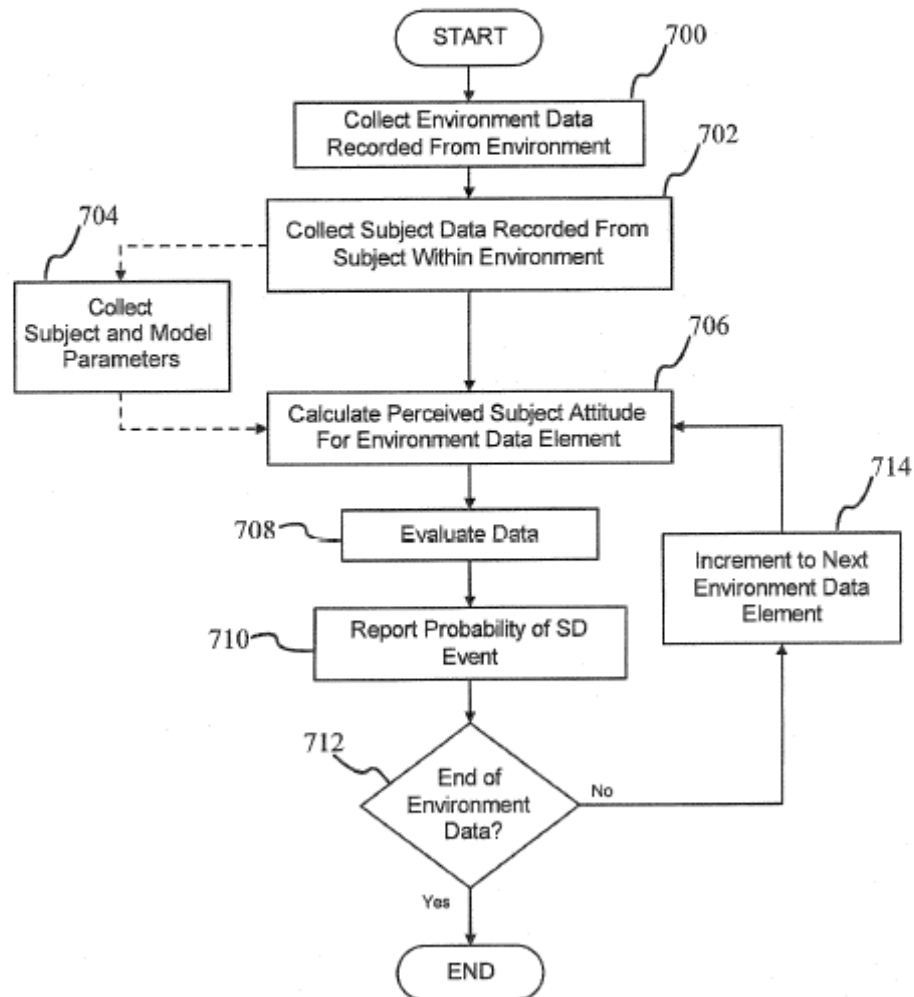 START
700
Collect Environment Data
Recorded From Environment
702
Collect Subject Data Recorded From
Subject Within Environment
704
Collect
Subject and Model
Parameters
706
Calculate Perceived Subject Attitude
For Environment Data Element
708
Evaluate Data
714
Increment to Next
Environment Data
Element
710
Report Probability of SD
Event
712
End of
Environment
Data?
No
Yes
END